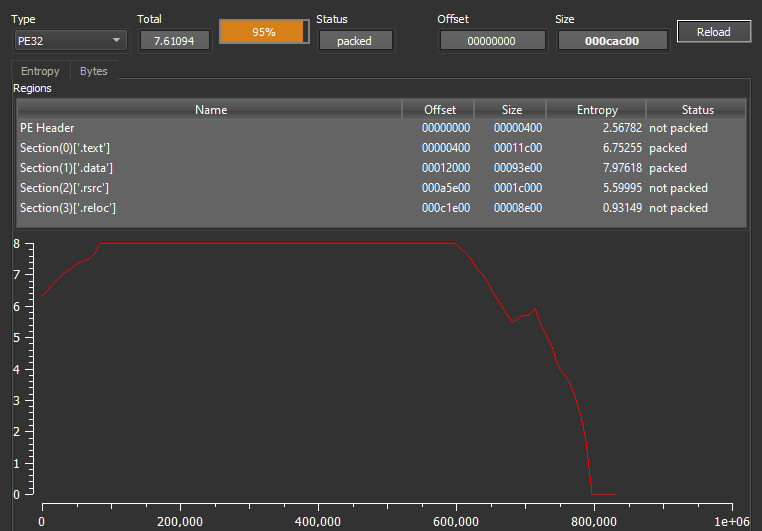 Type Total Status Offset Size
PE32 7.61094 95% packed 00000000 000cac00 Reload
Entropy Bytes
Regions
Name Offset Size Entropy Status
PE Header 00000000 00000400 2.56782 not packed
Section(0)['.text'] 00000400 00011c00 6.75255 packed
Section(1)['.data'] 00012000 00093e00 7.97618 packed
Section(2)['.rsrc'] 000a5e00 0001c000 5.59995 not packed
Section(3)['.reloc'] 000c1e00 00008e00 0.93149 not packed
8
7
6
5
4
3
2
1
0
0 200,000 400,000 600,000 800,000 1e+06